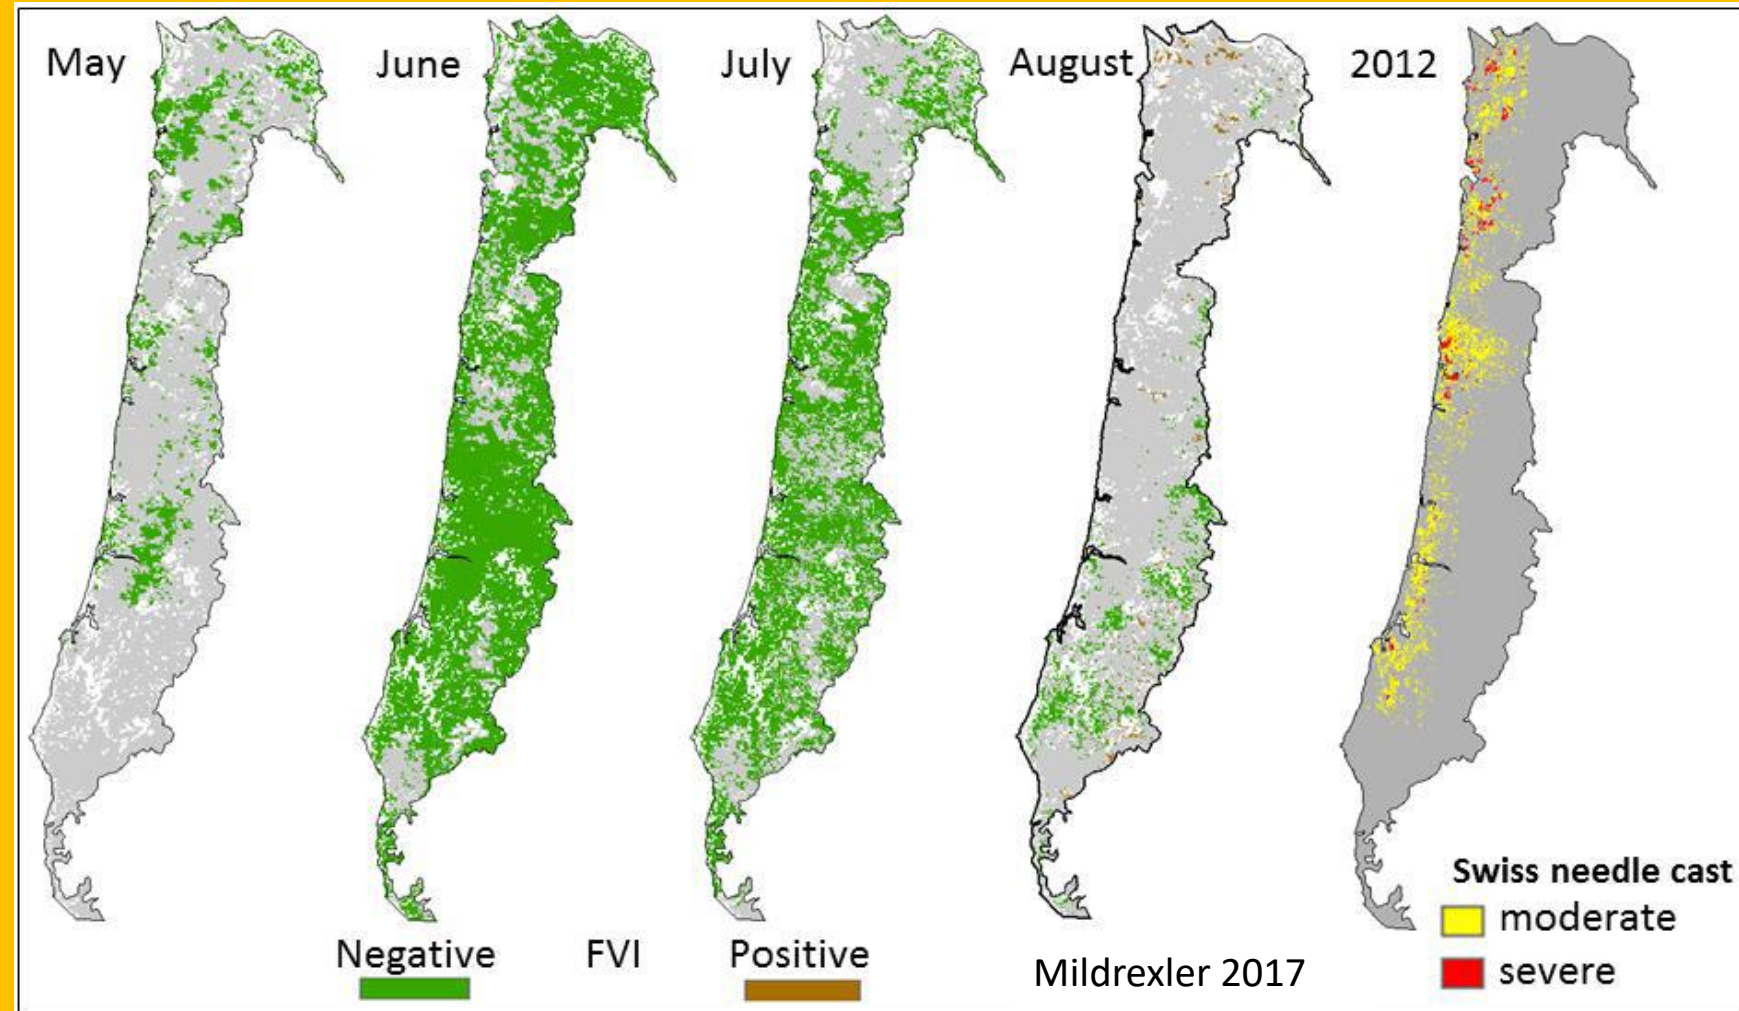 May
June
July
August
2012
Swiss needle cast
moderate
severe
Negative FVI Positive
Mildrexler 2017